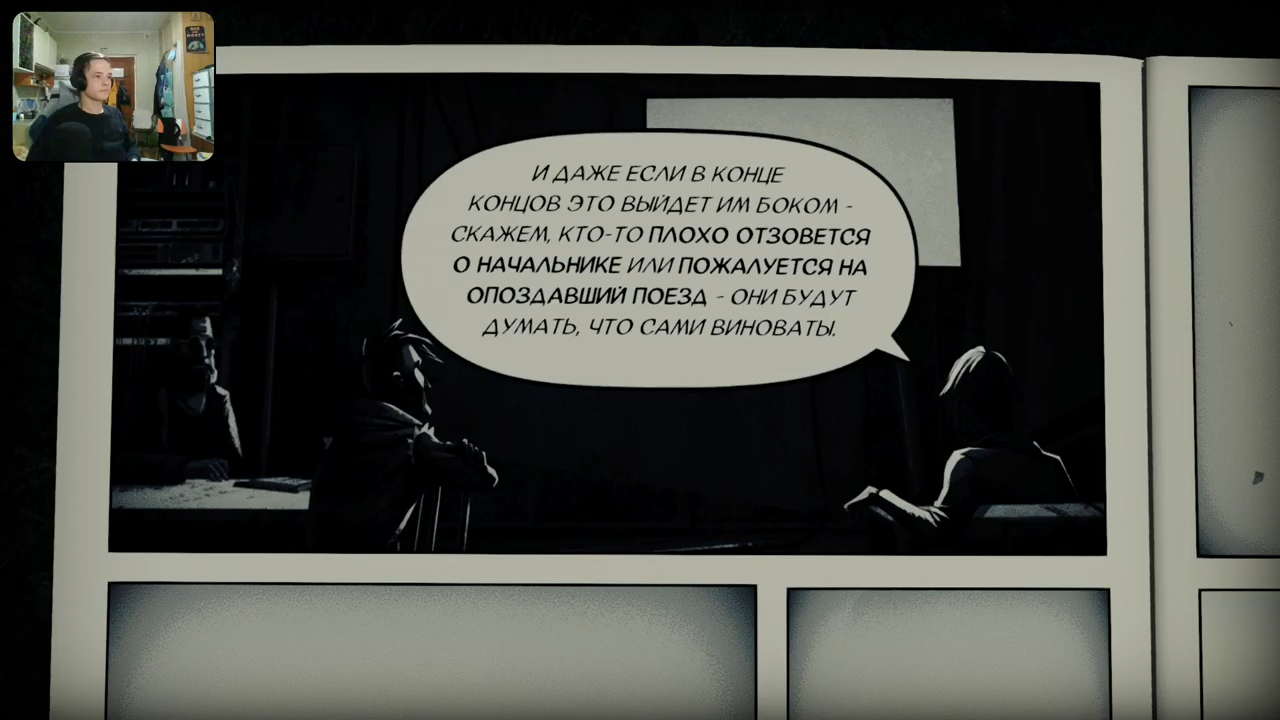 И ДАЖЕ ЕСЛИ В КОНЦЕ
КОНЦОВ ЭТО ВЫЙДЕТ ИМ БОКОМ -
СКАЖЕМ, КТО-ТО ПЛОХО ОТЗОВЕТСЯ
О НАЧАЛЬНИКЕ ИЛИ ПОЖАЛУЕТСЯ НА
ОПОЗДАВШИЙ ПОЕЗД - ОНИ БУДУТ
ДУМАТЬ, ЧТО САМИ ВИНОВАТЫ.